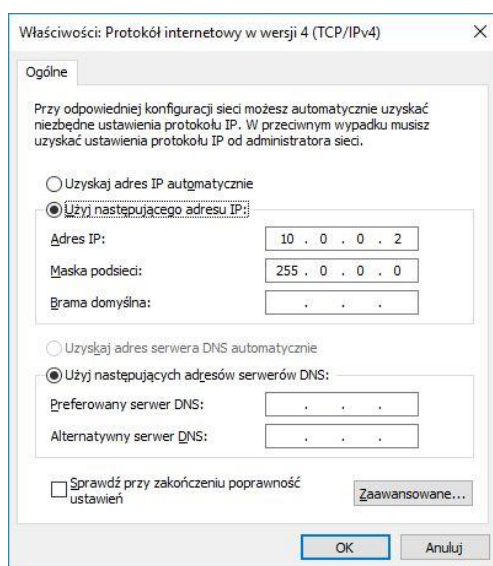 Właściwości: Protokół internetowy w wersji 4 (TCP/IPv4)
Ogólne
Przy odpowiedniej konfiguracji sieci możesz automatycznie uzyskać
niezbędne ustawienia protokołu IP. W przeciwnym wypadku musisz
uzyskać ustawienia protokołu IP od administratora sieci.
Uzyskaj adres IP automatycznie
Użyj następującego adresu IP:
Adres IP: 10 . 0 . 0 . 2
Maska podsieci: 255 . 0 . 0 . 0
Brama domyślna: . . .
Uzyskaj adres serwera DNS automatycznie
Użyj następujących adresów serwerów DNS:
Preferowany serwer DNS: . . .
Alternatywny serwer DNS: . . .
Sprawdź przy zakończeniu poprawność
ustawień
Zaawansowane...
OK Anuluj